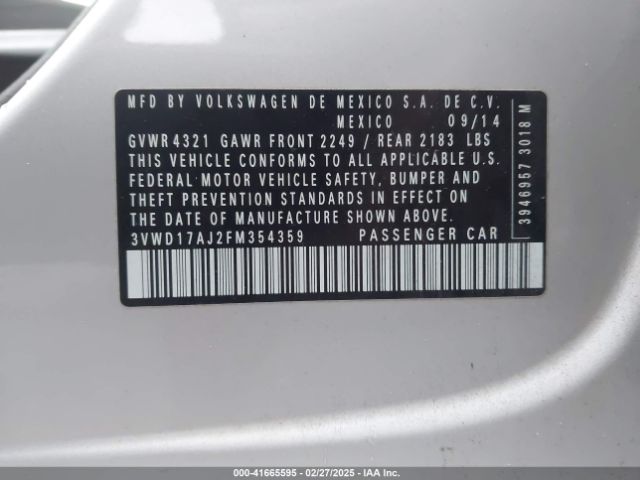 MFD BY VOLKSWAGEN DE MEXICO S.A. DE C.V.
MEXICO 09/14
GVWR 4321 GAWR FRONT 2249 / REAR 2183 LBS
THIS VEHICLE CONFORMS TO ALL APPLICABLE U.S.
FEDERAL MOTOR VEHICLE SAFETY, BUMPER AND
THEFT PREVENTION STANDARDS IN EFFECT ON
THE DATE OF MANUFACTURE SHOWN ABOVE.
3VWD17AJ2FM354359 PASSENGER CAR
3946957 3018 M
000-41665595 - 02/27/2025 - IAA Inc.